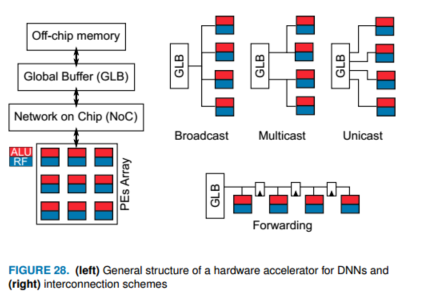 Off-chip memory
Global Buffer (GLB)
Network on Chip (NoC)
ALU
RF
PEs Array
GLB
GLB
GLB
Broadcast
Multicast
Unicast
GLB
Forwarding
FIGURE 28. (left) General structure of a hardware accelerator for DNNs and
(right) interconnection schemes